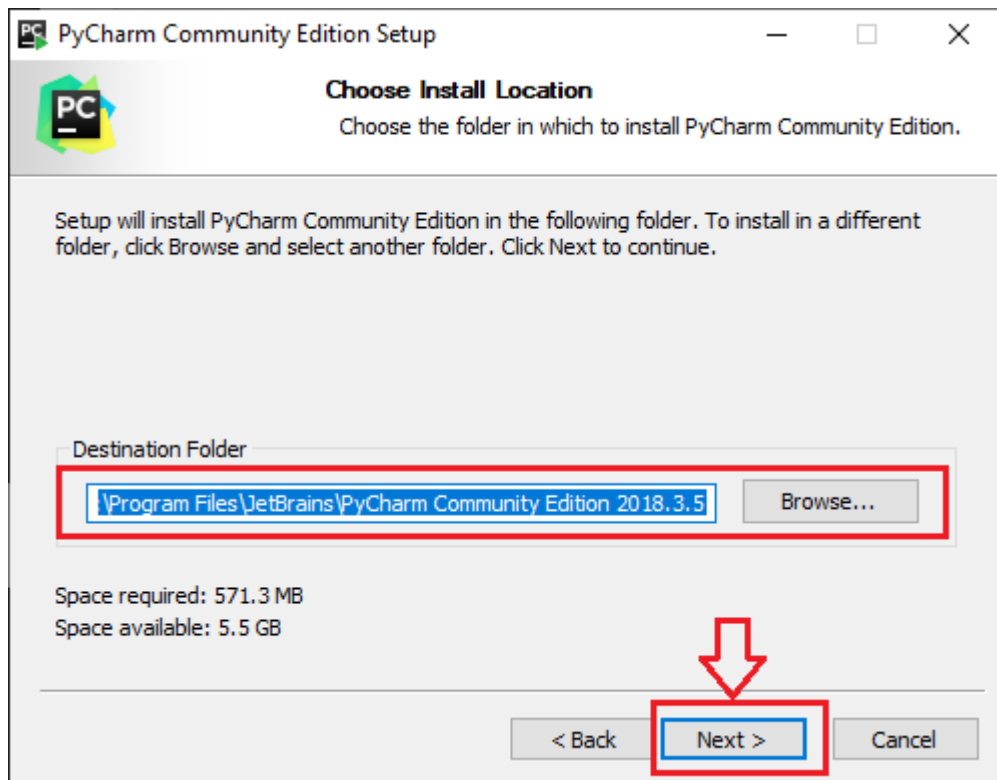 PC PyCharm Community Edition Setup
PC
Choose Install Location
Choose the folder in which to install PyCharm Community Edition.
Setup will install PyCharm Community Edition in the following folder. To install in a different
folder, click Browse and select another folder. Click Next to continue.
Destination Folder
:\Program Files\JetBrains\PyCharm Community Edition 2018.3.5 Browse...
Space required: 571.3 MB
Space available: 5.5 GB
< Back Next > Cancel